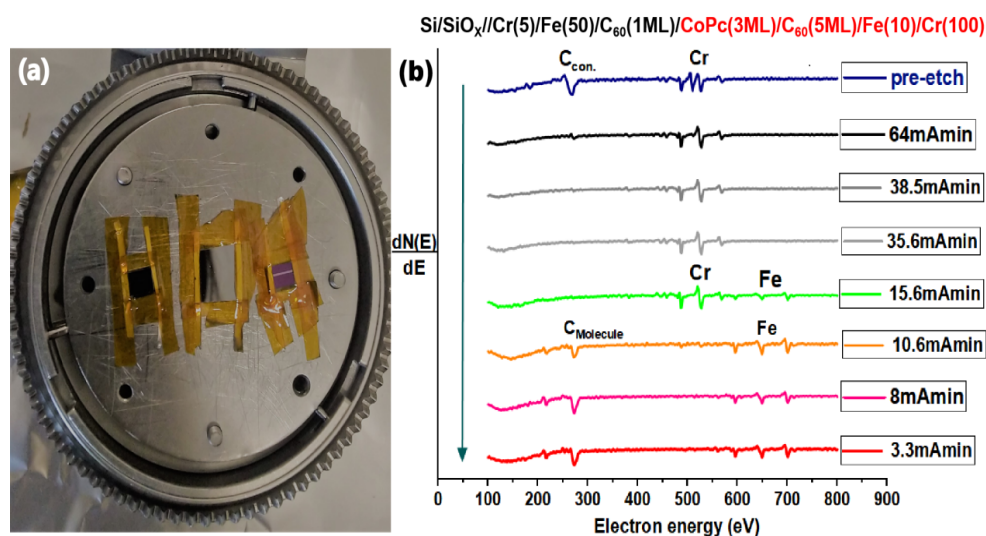 Si/SiOX//Cr(5)/Fe(50)/C60(1ML)/CoPc(3ML)/C60(5ML)/Fe(10)/Cr(100)
(a)
(b)
Ccon.
Cr
pre-etch
64mAmin
38.5mAmin
35.6mAmin
dN(E)
dE
Cr
Fe
15.6mAmin
CMolecule
Fe
10.6mAmin
8mAmin
3.3mAmin
0 100 200 300 400 500 600 700 800 900
Electron energy (eV)